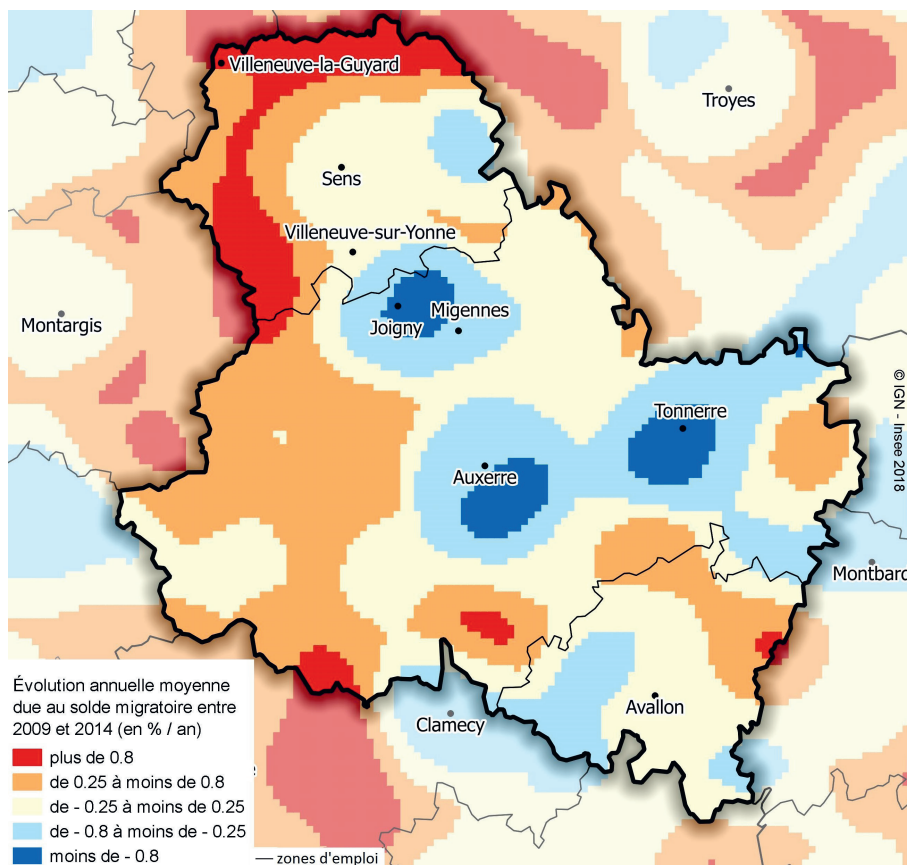 Villeneuve-la-Guyard
Troyes
Sens
Villeneuve-sur-Yonne
Montargis
Joigny
Migennes
© IGN - Insee 2018
Tonnerre
Auxerre
Montbard
Avallon
Clamecy
Évolution annuelle moyenne
due au solde migratoire entre
2009 et 2014 (en % / an)
plus de 0.8
de 0.25 à moins de 0.8
de - 0.25 à moins de 0.25
de - 0.8 à moins de - 0.25
moins de - 0.8
zones d'emploi